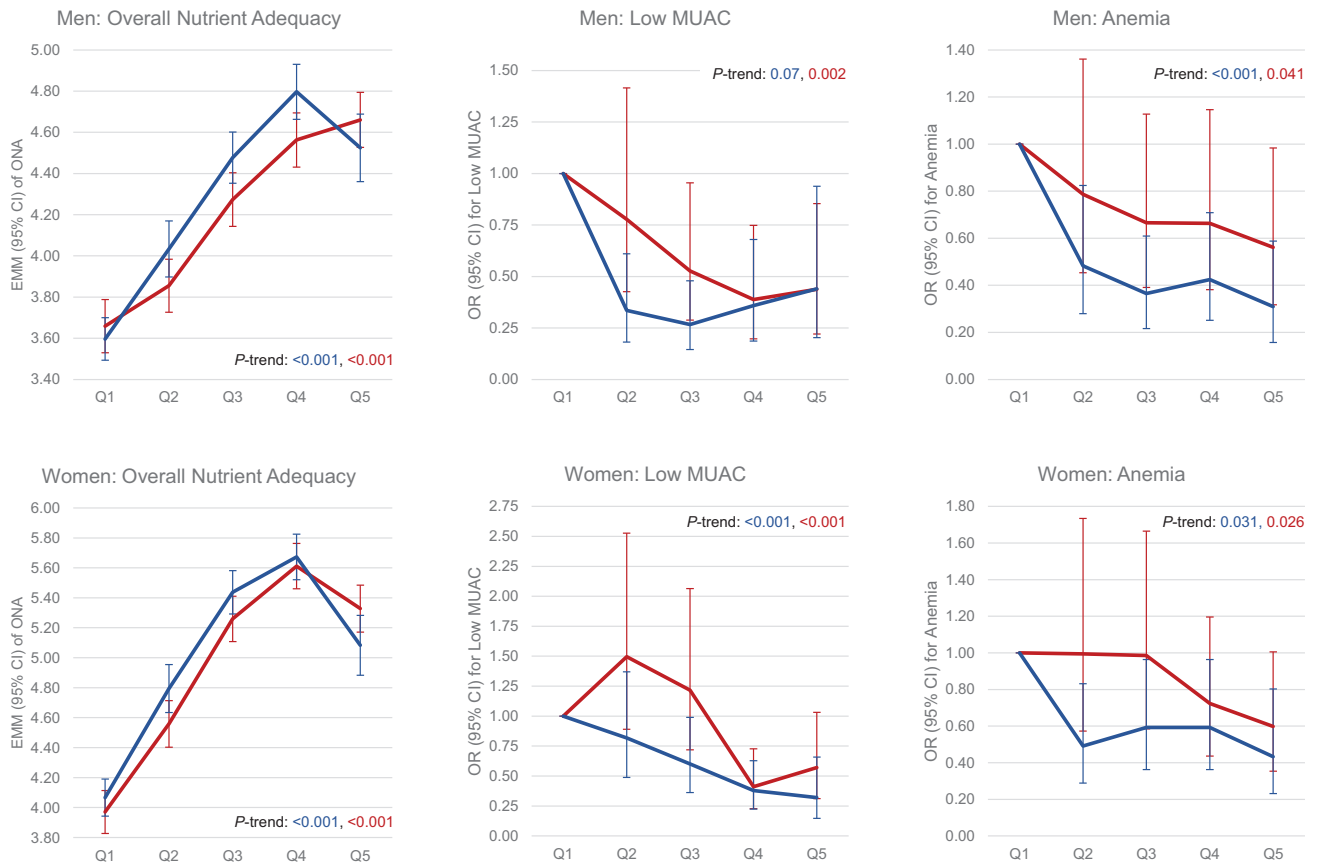 Men: Overall Nutrient Adequacy
EMM (95% CI) of ONA
5.00
4.80
4.60
4.40
4.20
4.00
3.80
3.60
3.40
P-trend: <0.001, <0.001
Q1 Q2 Q3 Q4 Q5
Men: Low MUAC
OR (95% CI) for Low MUAC
1.50
1.25
1.00
0.75
0.50
0.25
0.00
P-trend: 0.07, 0.002
Q1 Q2 Q3 Q4 Q5
Men: Anemia
OR (95% CI) for Anemia
1.40
1.20
1.00
0.80
0.60
0.40
0.20
0.00
P-trend: <0.001, 0.041
Q1 Q2 Q3 Q4 Q5
Women: Overall Nutrient Adequacy
EMM (95% CI) of ONA
6.00
5.80
5.60
5.40
5.20
5.00
4.80
4.60
4.40
4.20
4.00
3.80
P-trend: <0.001, <0.001
Q1 Q2 Q3 Q4 Q5
Women: Low MUAC
OR (95% CI) for Low MUAC
2.75
2.50
2.25
2.00
1.75
1.50
1.25
1.00
0.75
0.50
0.25
0.00
P-trend: <0.001, <0.001
Q1 Q2 Q3 Q4 Q5
Women: Anemia
OR (95% CI) for Anemia
1.80
1.60
1.40
1.20
1.00
0.80
0.60
0.40
0.20
0.00
P-trend: 0.031, 0.026
Q1 Q2 Q3 Q4 Q5